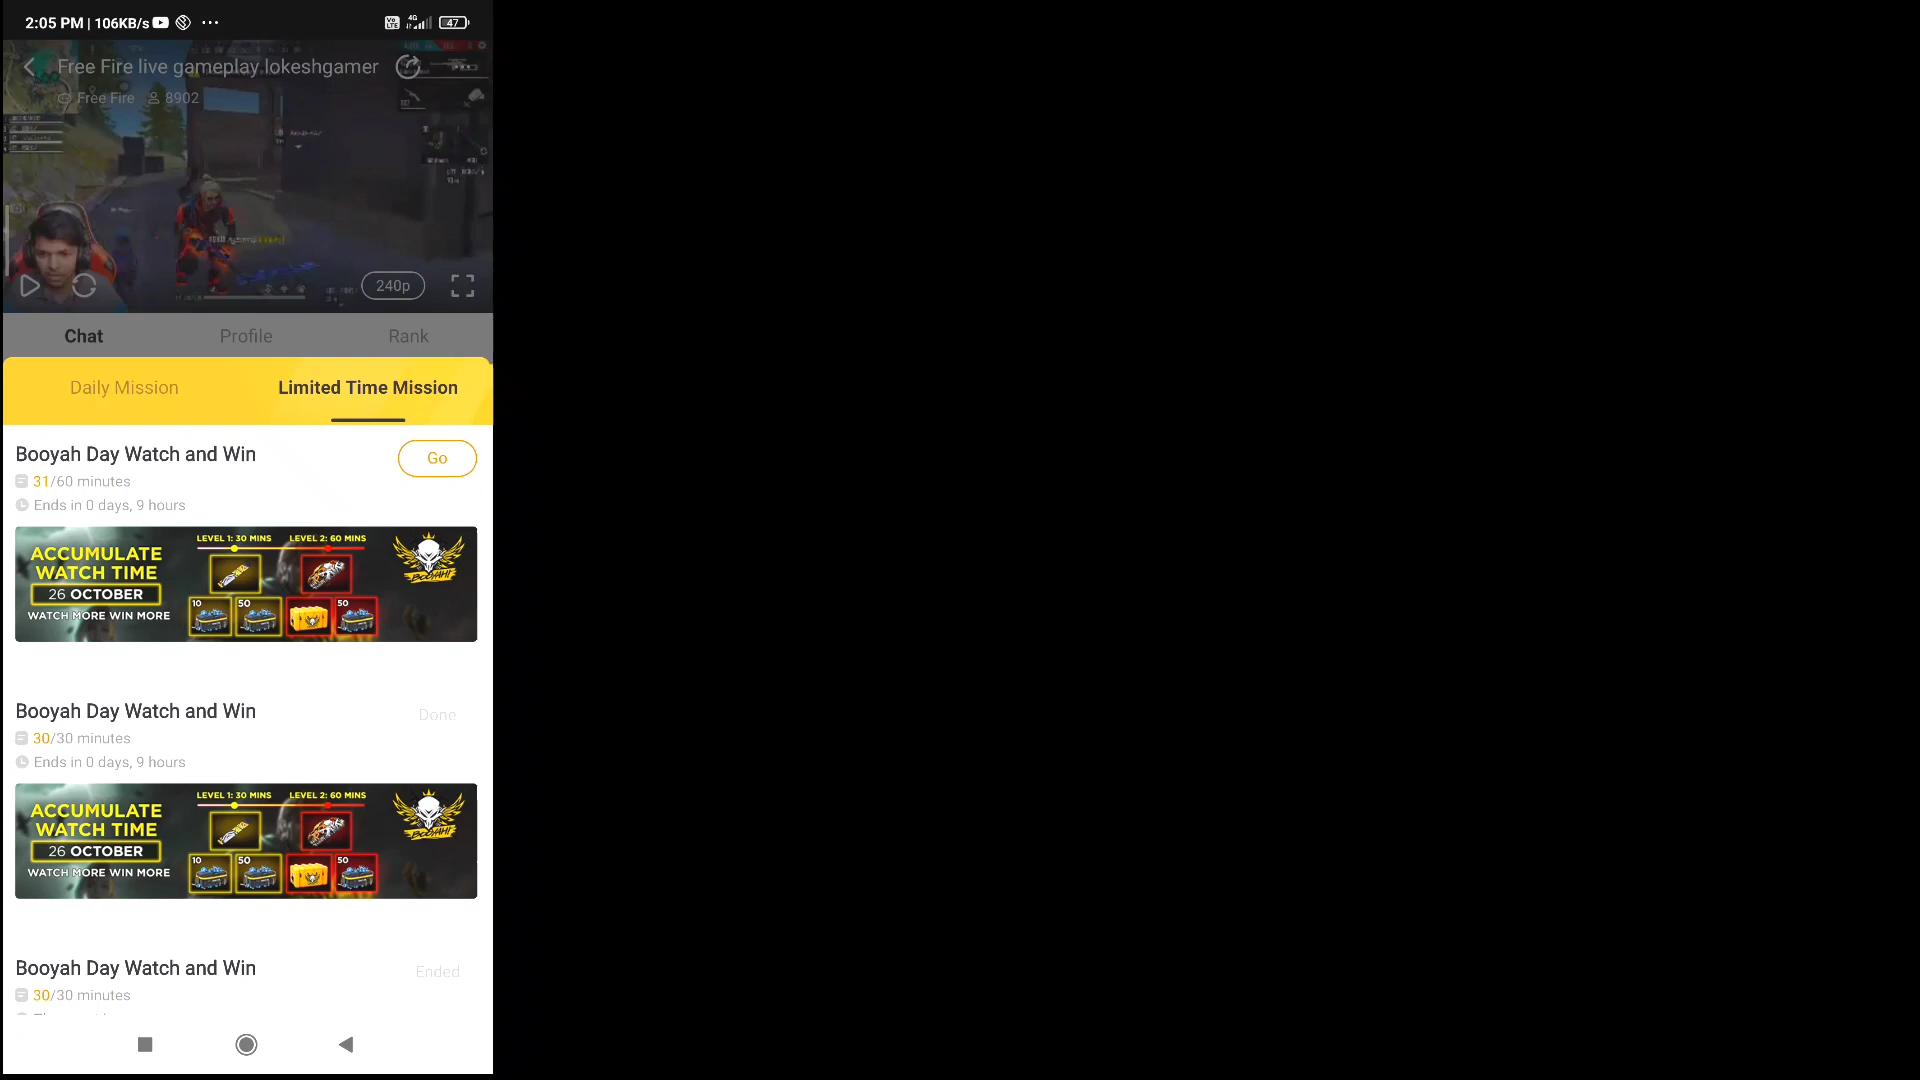 2:05 PM | 106KB/s ••• Vo LTE 4G 47
Free Fire live gameplay lokeshgamer
Free Fire 8902
240p
Chat Profile Rank
Daily Mission Limited Time Mission
Booyah Day Watch and Win Go
31/60 minutes
Ends in 0 days, 9 hours
LEVEL 1: 30 MINS LEVEL 2: 60 MINS
ACCUMULATE
WATCH TIME
26 OCTOBER
WATCH MORE WIN MORE
10 50 50
BOOYAH!
Booyah Day Watch and Win Done
30/30 minutes
Ends in 0 days, 9 hours
LEVEL 1: 30 MINS LEVEL 2: 60 MINS
ACCUMULATE
WATCH TIME
26 OCTOBER
WATCH MORE WIN MORE
10 50 50
BOOYAH!
Booyah Day Watch and Win Ended
30/30 minutes